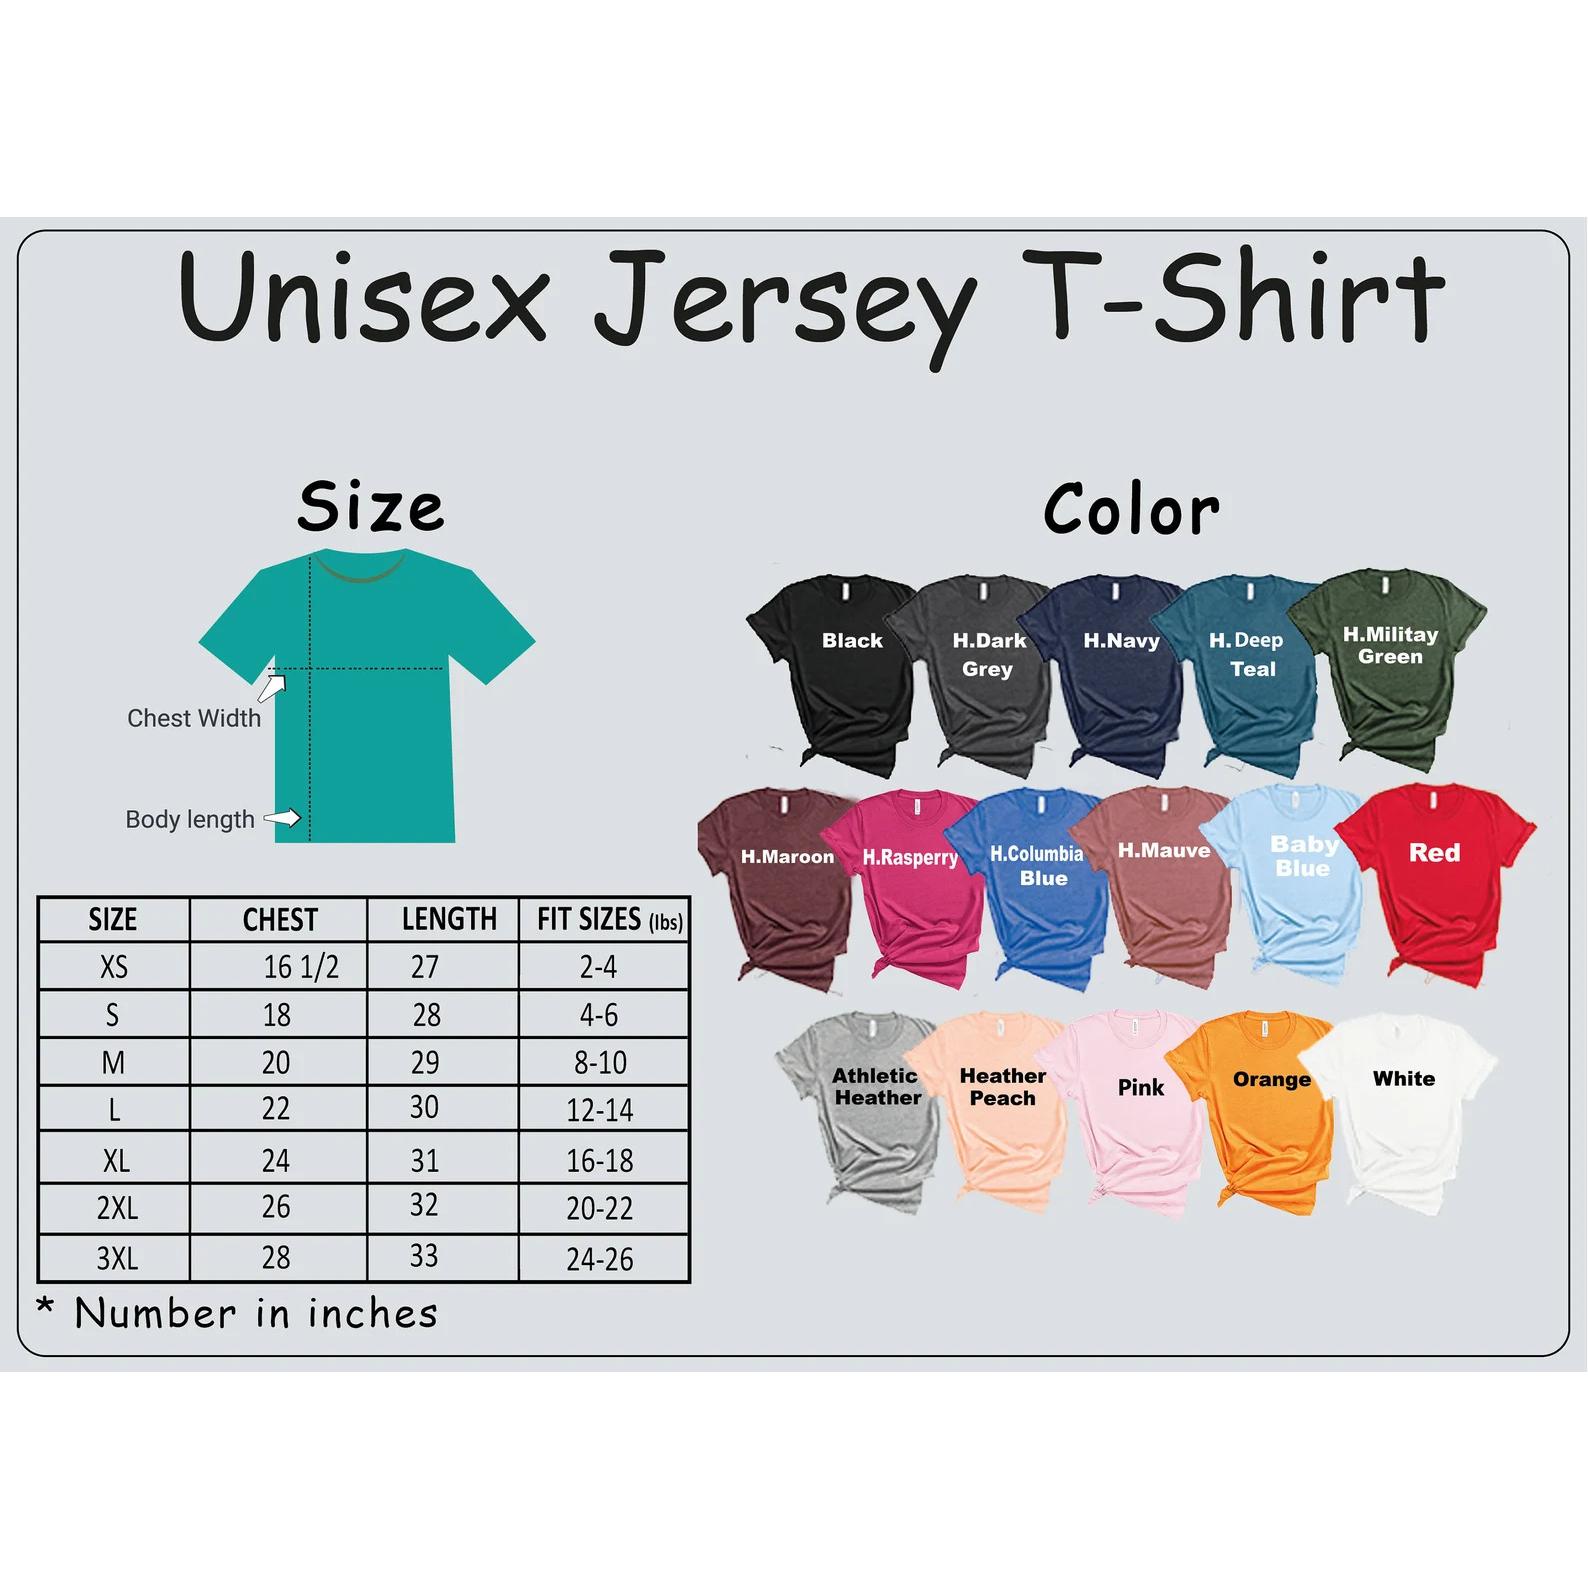 Unisex Jersey T-Shirt
Size
Chest Width
Body length
SIZE CHEST LENGTH FIT SIZES (lbs)
XS 16 1/2 27 2-4
S 18 28 4-6
M 20 29 8-10
L 22 30 12-14
XL 24 31 16-18
2XL 26 32 20-22
3XL 28 33 24-26
* Number in inches
Color
Black
H.Dark
Grey
H.Navy
H.Deep
Teal
H.Militay
Green
H.Maroon
H.Rasperry
H.Columbia
Blue
H.Mauve
Baby
Blue
Red
Athletic
Heather
Heather
Peach
Pink
Orange
White